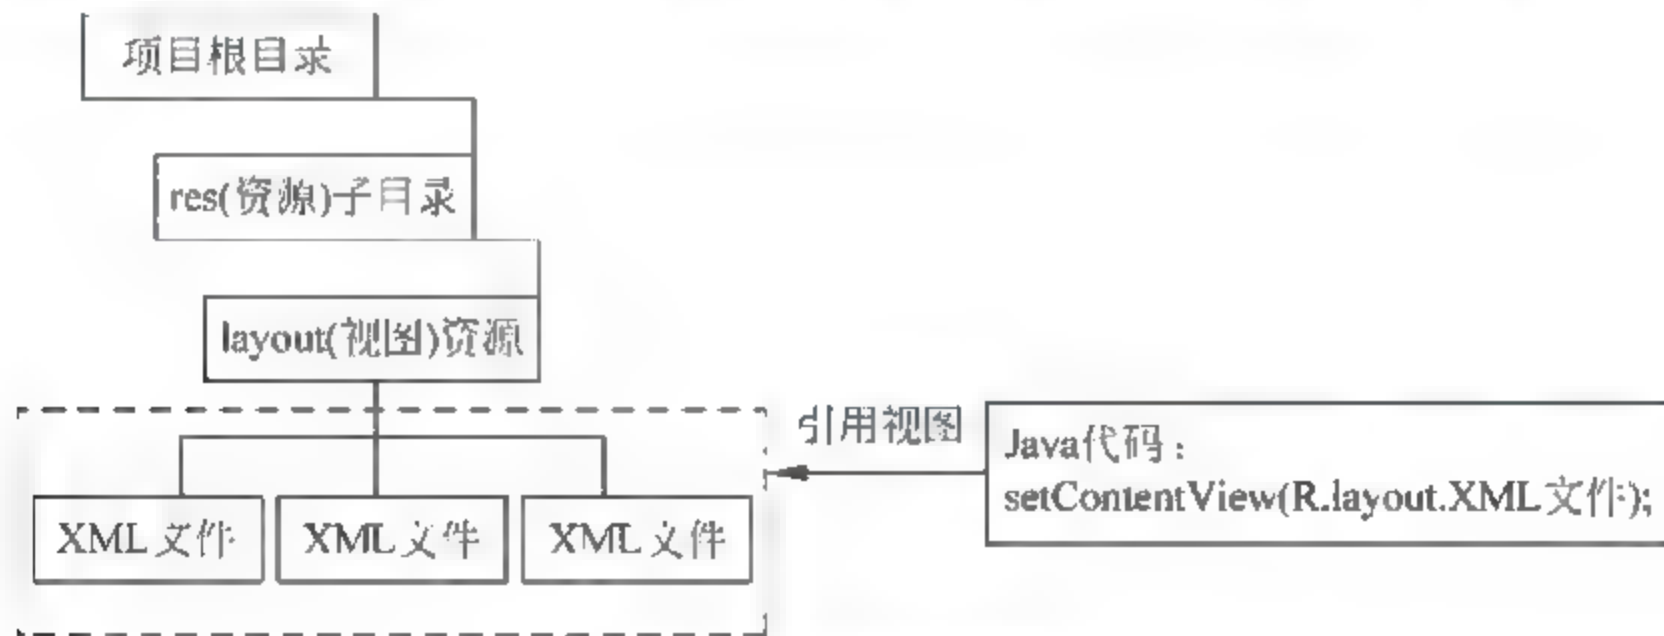 项目根目录
res(资源)子目录
layout(视图)资源
引用视图
Java代码：
setContentView(R.layout.XML文件);
XML文件
XML文件
XML文件